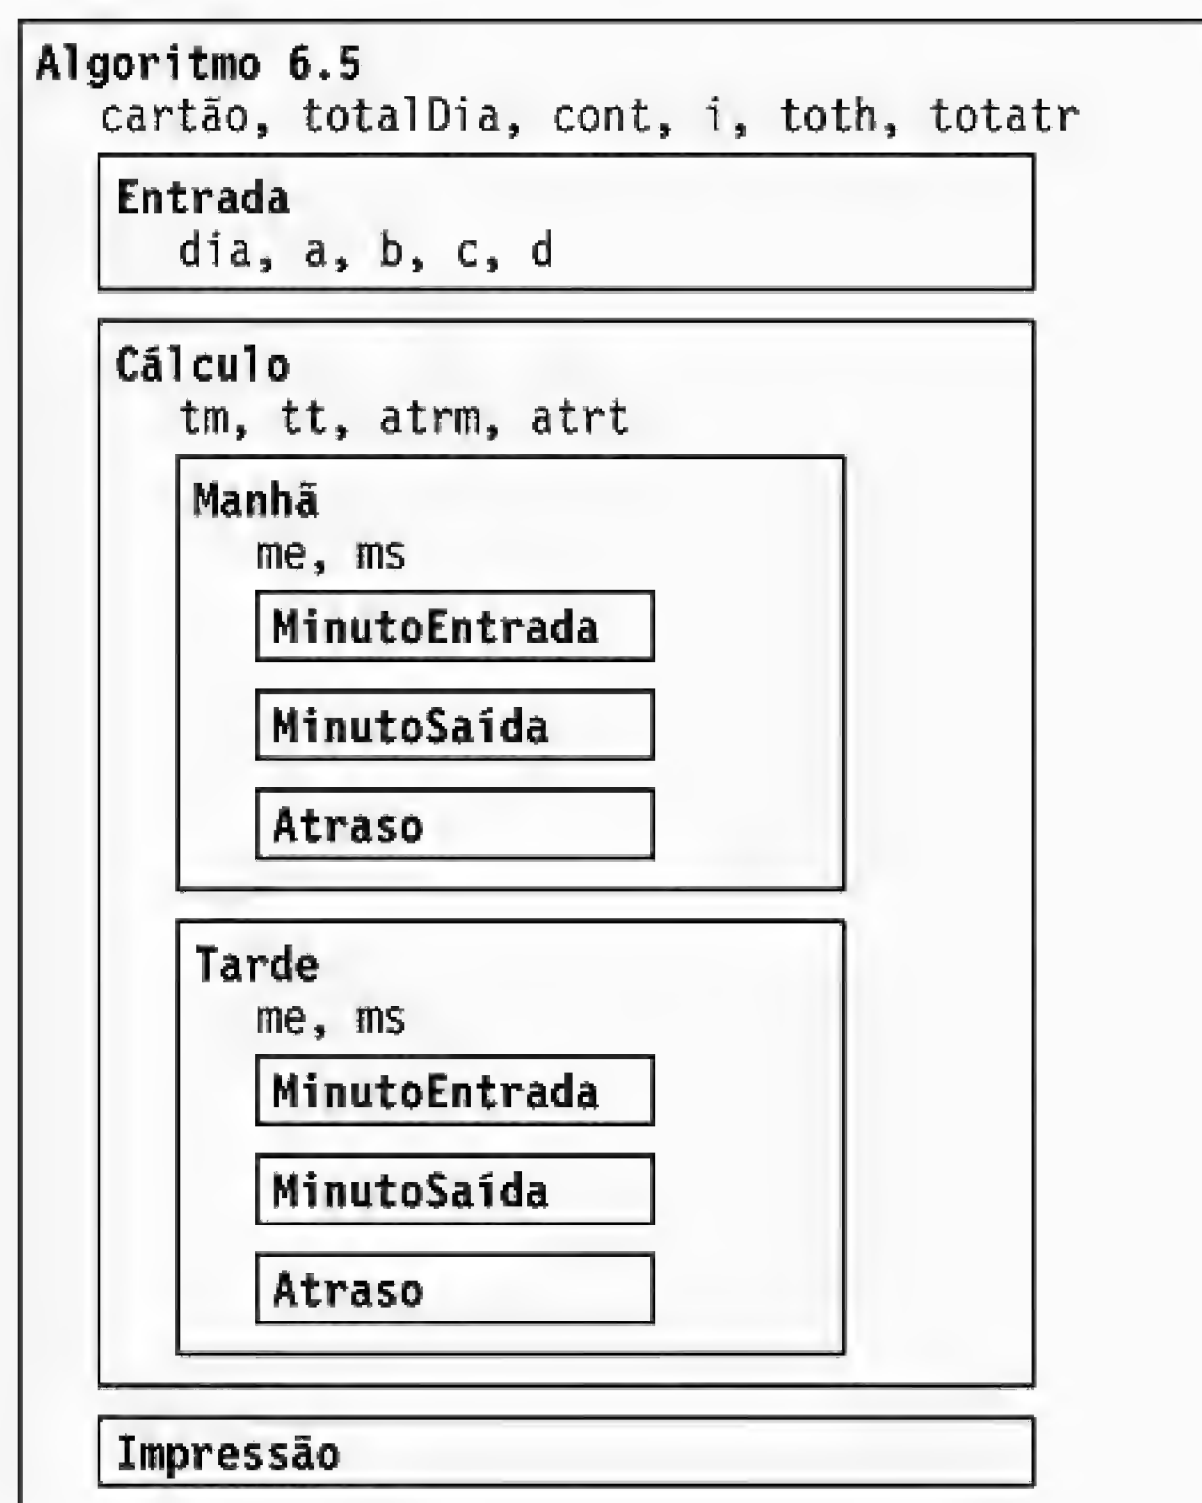 Algoritmo 6.5
cartão, totalDia, cont, i, toth, totatr
Entrada
dia, a, b, c, d
Cálculo
tm, tt, atrm, atrt
Manhã
me, ms
MinutoEntrada
MinutoSaída
Atraso
Tarde
me, ms
MinutoEntrada
MinutoSaída
Atraso
Impressão